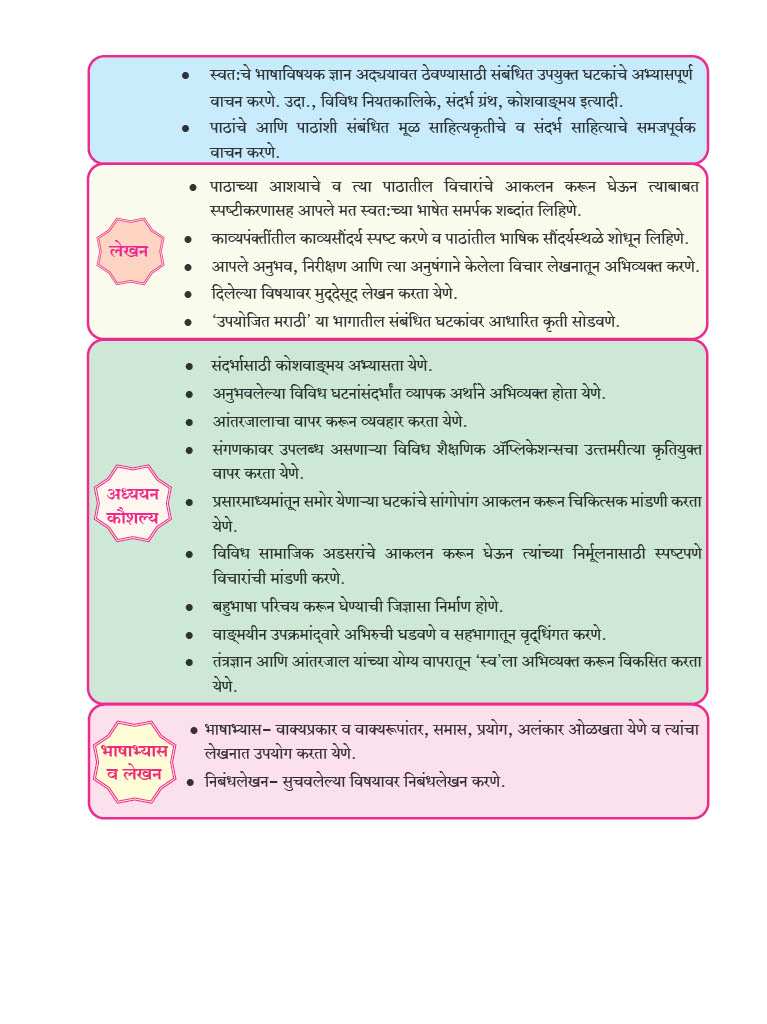 ● स्वत:चे भाषाविषयक ज्ञान अद्ययावत ठेवण्यासाठी संबंधित उपयुक्त घटकांचे अभ्यासपूर्ण
वाचन करणे. उदा., विविध नियतकालिके, संदर्भ ग्रंथ, कोशवाङ्मय इत्यादी.
● पाठांचे आणि पाठांशी संबंधित मूळ साहित्यकृतीचे व संदर्भ साहित्याचे समजपूर्वक
वाचन करणे.
लेखन
● पाठाच्या आशयाचे व त्या पाठातील विचारांचे आकलन करून घेऊन त्याबाबत
स्पष्टीकरणासह आपले मत स्वत:च्या भाषेत समर्पक शब्दांत लिहिणे.
● काव्यपंक्तींतील काव्यसौंदर्य स्पष्ट करणे व पाठांतील भाषिक सौंदर्यस्थळे शोधून लिहिणे.
● आपले अनुभव, निरीक्षण आणि त्या अनुषंगाने केलेला विचार लेखनातून अभिव्यक्त करणे.
● दिलेल्या विषयावर मुद्देसूद लेखन करता येणे.
● ‘उपयोजित मराठी’ या भागातील संबंधित घटकांवर आधारित कृती सोडवणे.
अध्ययन
कौशल्य
● संदर्भासाठी कोशवाङ्मय अभ्यासता येणे.
● अनुभवलेल्या विविध घटनांसंदर्भांत व्यापक अर्थाने अभिव्यक्त होता येणे.
● आंतरजालाचा वापर करून व्यवहार करता येणे.
● संगणकावर उपलब्ध असणाऱ्या विविध शैक्षणिक ॲप्लिकेशन्सचा उत्तमरीत्या कृतियुक्त
वापर करता येणे.
● प्रसारमाध्यमांतून समोर येणाऱ्या घटकांचे सांगोपांग आकलन करून चिकित्सक मांडणी करता
येणे.
● विविध सामाजिक अडसरांचे आकलन करून घेऊन त्यांच्या निर्मूलनासाठी स्पष्टपणे
विचारांची मांडणी करणे.
● बहुभाषा परिचय करून घेण्याची जिज्ञासा निर्माण होणे.
● वाङ्मयीन उपक्रमांद्वारे अभिरुची घडवणे व सहभागातून वृद्धिंगत करणे.
● तंत्रज्ञान आणि आंतरजाल यांच्या योग्य वापरातून ‘स्व’ला अभिव्यक्त करून विकसित करता
येणे.
भाषाभ्यास
व लेखन
● भाषाभ्यास– वाक्यप्रकार व वाक्यरूपांतर, समास, प्रयोग, अलंकार ओळखता येणे व त्यांचा
लेखनात उपयोग करता येणे.
● निबंधलेखन– सुचवलेल्या विषयावर निबंधलेखन करणे.